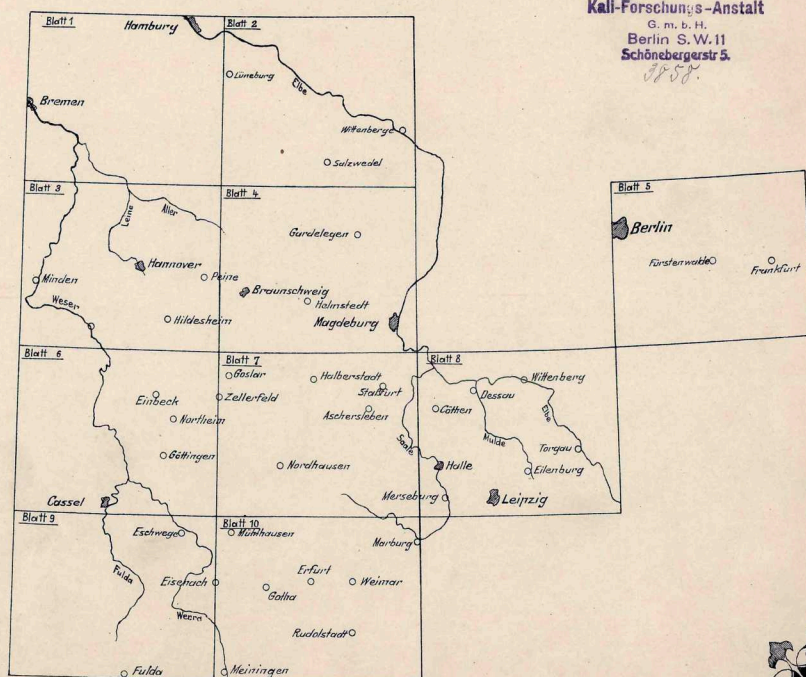 Kali-Forschungs-Anstalt
G. m. b. H.
Berlin S.W. 11
Schönebergerstr 5.
3858.
Blatt 1
Hamburg
Bremen
Blatt 2
Lüneburg
Elbe
Wittenberge
Salzwedel
Blatt 3
Leine
Aller
Hannover
Peine
Minden
Weser
Hildesheim
Blatt 4
Gardelegen
Braunschweig
Helmstedt
Magdeburg
Blatt 5
Berlin
Fürstenwalde
Frankfurt
Blatt 6
Einbeck
Northeim
Göttingen
Cassel
Blatt 7
Goslar
Zellerfeld
Halberstadt
Staßfurt
Aschersleben
Nordhausen
Saale
Blatt 8
Wittenberg
Dessau
Cöthen
Elbe
Mulde
Torgau
Halle
Eilenburg
Merseburg
Leipzig
Blatt 9
Eschwege
Fulda
Eisenach
Werra
Fulda
Blatt 10
Mühlhausen
Marburg
Erfurt
Weimar
Gotha
Rudolstadt
Meiningen